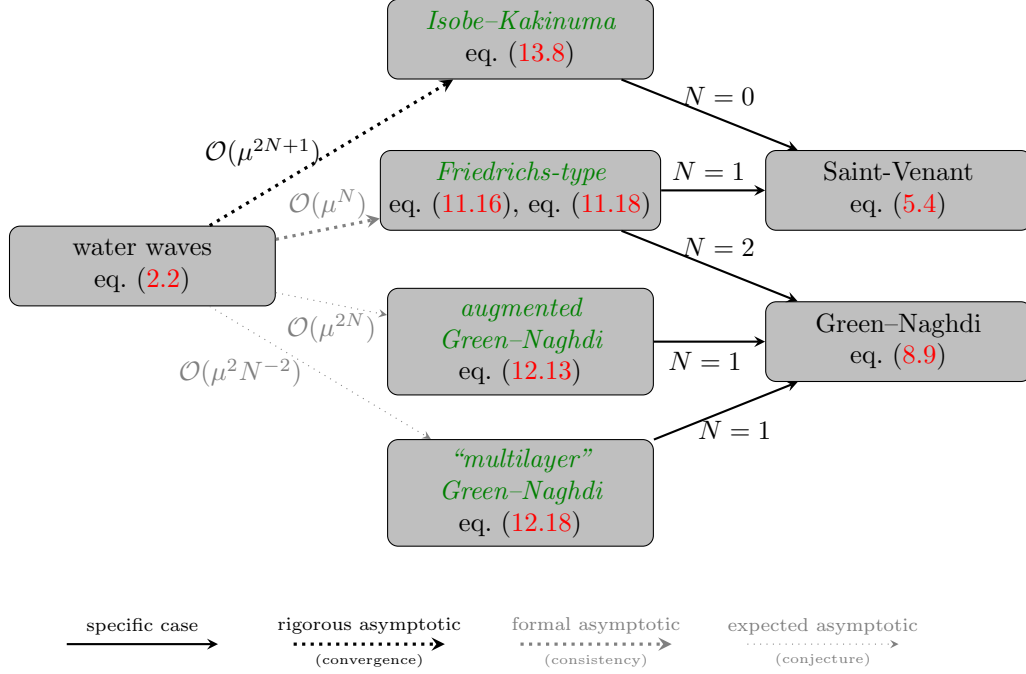 Isobe–Kakinuma
eq. (13.8)
N = 0
O(μ^{2N+1})
Friedrichs-type
eq. (11.16), eq. (11.18)
N = 1
Saint-Venant
eq. (5.4)
O(μ^N)
water waves
eq. (2.2)
N = 2
augmented
Green–Naghdi
eq. (12.13)
O(μ^{2N})
N = 1
Green–Naghdi
eq. (8.9)
O(μ^2N^{-2})
N = 1
“multilayer”
Green–Naghdi
eq. (12.18)
specific case
rigorous asymptotic
(convergence)
formal asymptotic
(consistency)
expected asymptotic
(conjecture)